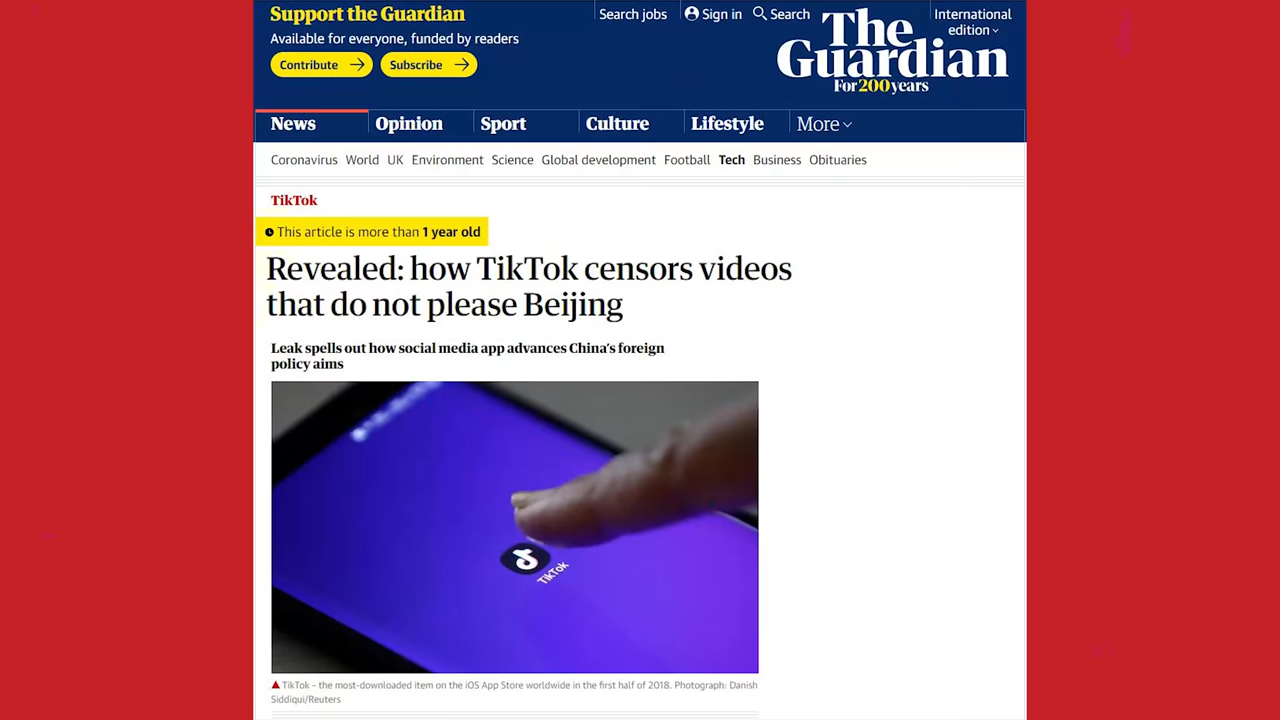 Support the Guardian
Available for everyone, funded by readers
Contribute
Subscribe
Search jobs
Sign in
Search
International
edition
The
Guardian
For 200 years
News
Opinion
Sport
Culture
Lifestyle
More
Coronavirus
World
UK
Environment
Science
Global development
Football
Tech
Business
Obituaries
TikTok
This article is more than 1 year old
Revealed: how TikTok censors videos
that do not please Beijing
Leak spells out how social media app advances China's foreign
policy aims
TikTok
TikTok – the most-downloaded item on the iOS App Store worldwide in the first half of 2018. Photograph: Danish
Siddiqui/Reuters